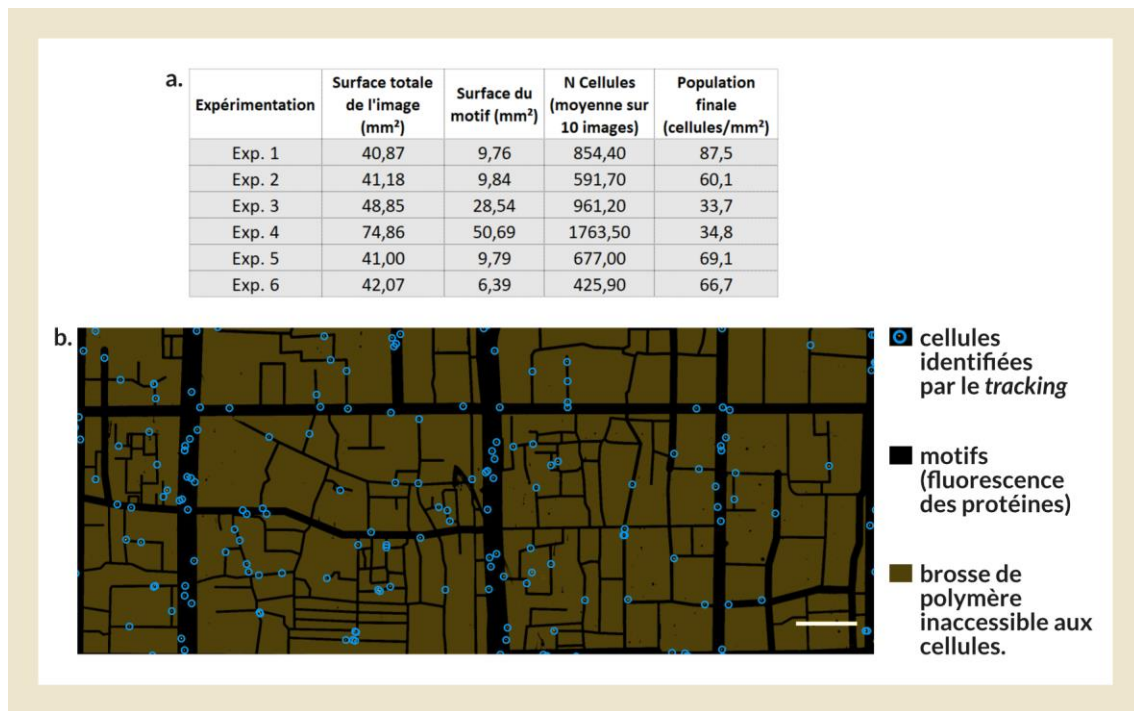 a.
Expérimentation
Surface totale
de l'image
(mm²)
Surface du
motif (mm²)
N Cellules
(moyenne sur
10 images)
Population
finale
(cellules/mm²)
Exp. 1 40,87 9,76 854,40 87,5
Exp. 2 41,18 9,84 591,70 60,1
Exp. 3 48,85 28,54 961,20 33,7
Exp. 4 74,86 50,69 1763,50 34,8
Exp. 5 41,00 9,79 677,00 69,1
Exp. 6 42,07 6,39 425,90 66,7
b.
cellules
identifiées
par le tracking
motifs
(fluorescence
des protéines)
brosse de
polymère
inaccessible aux
cellules.